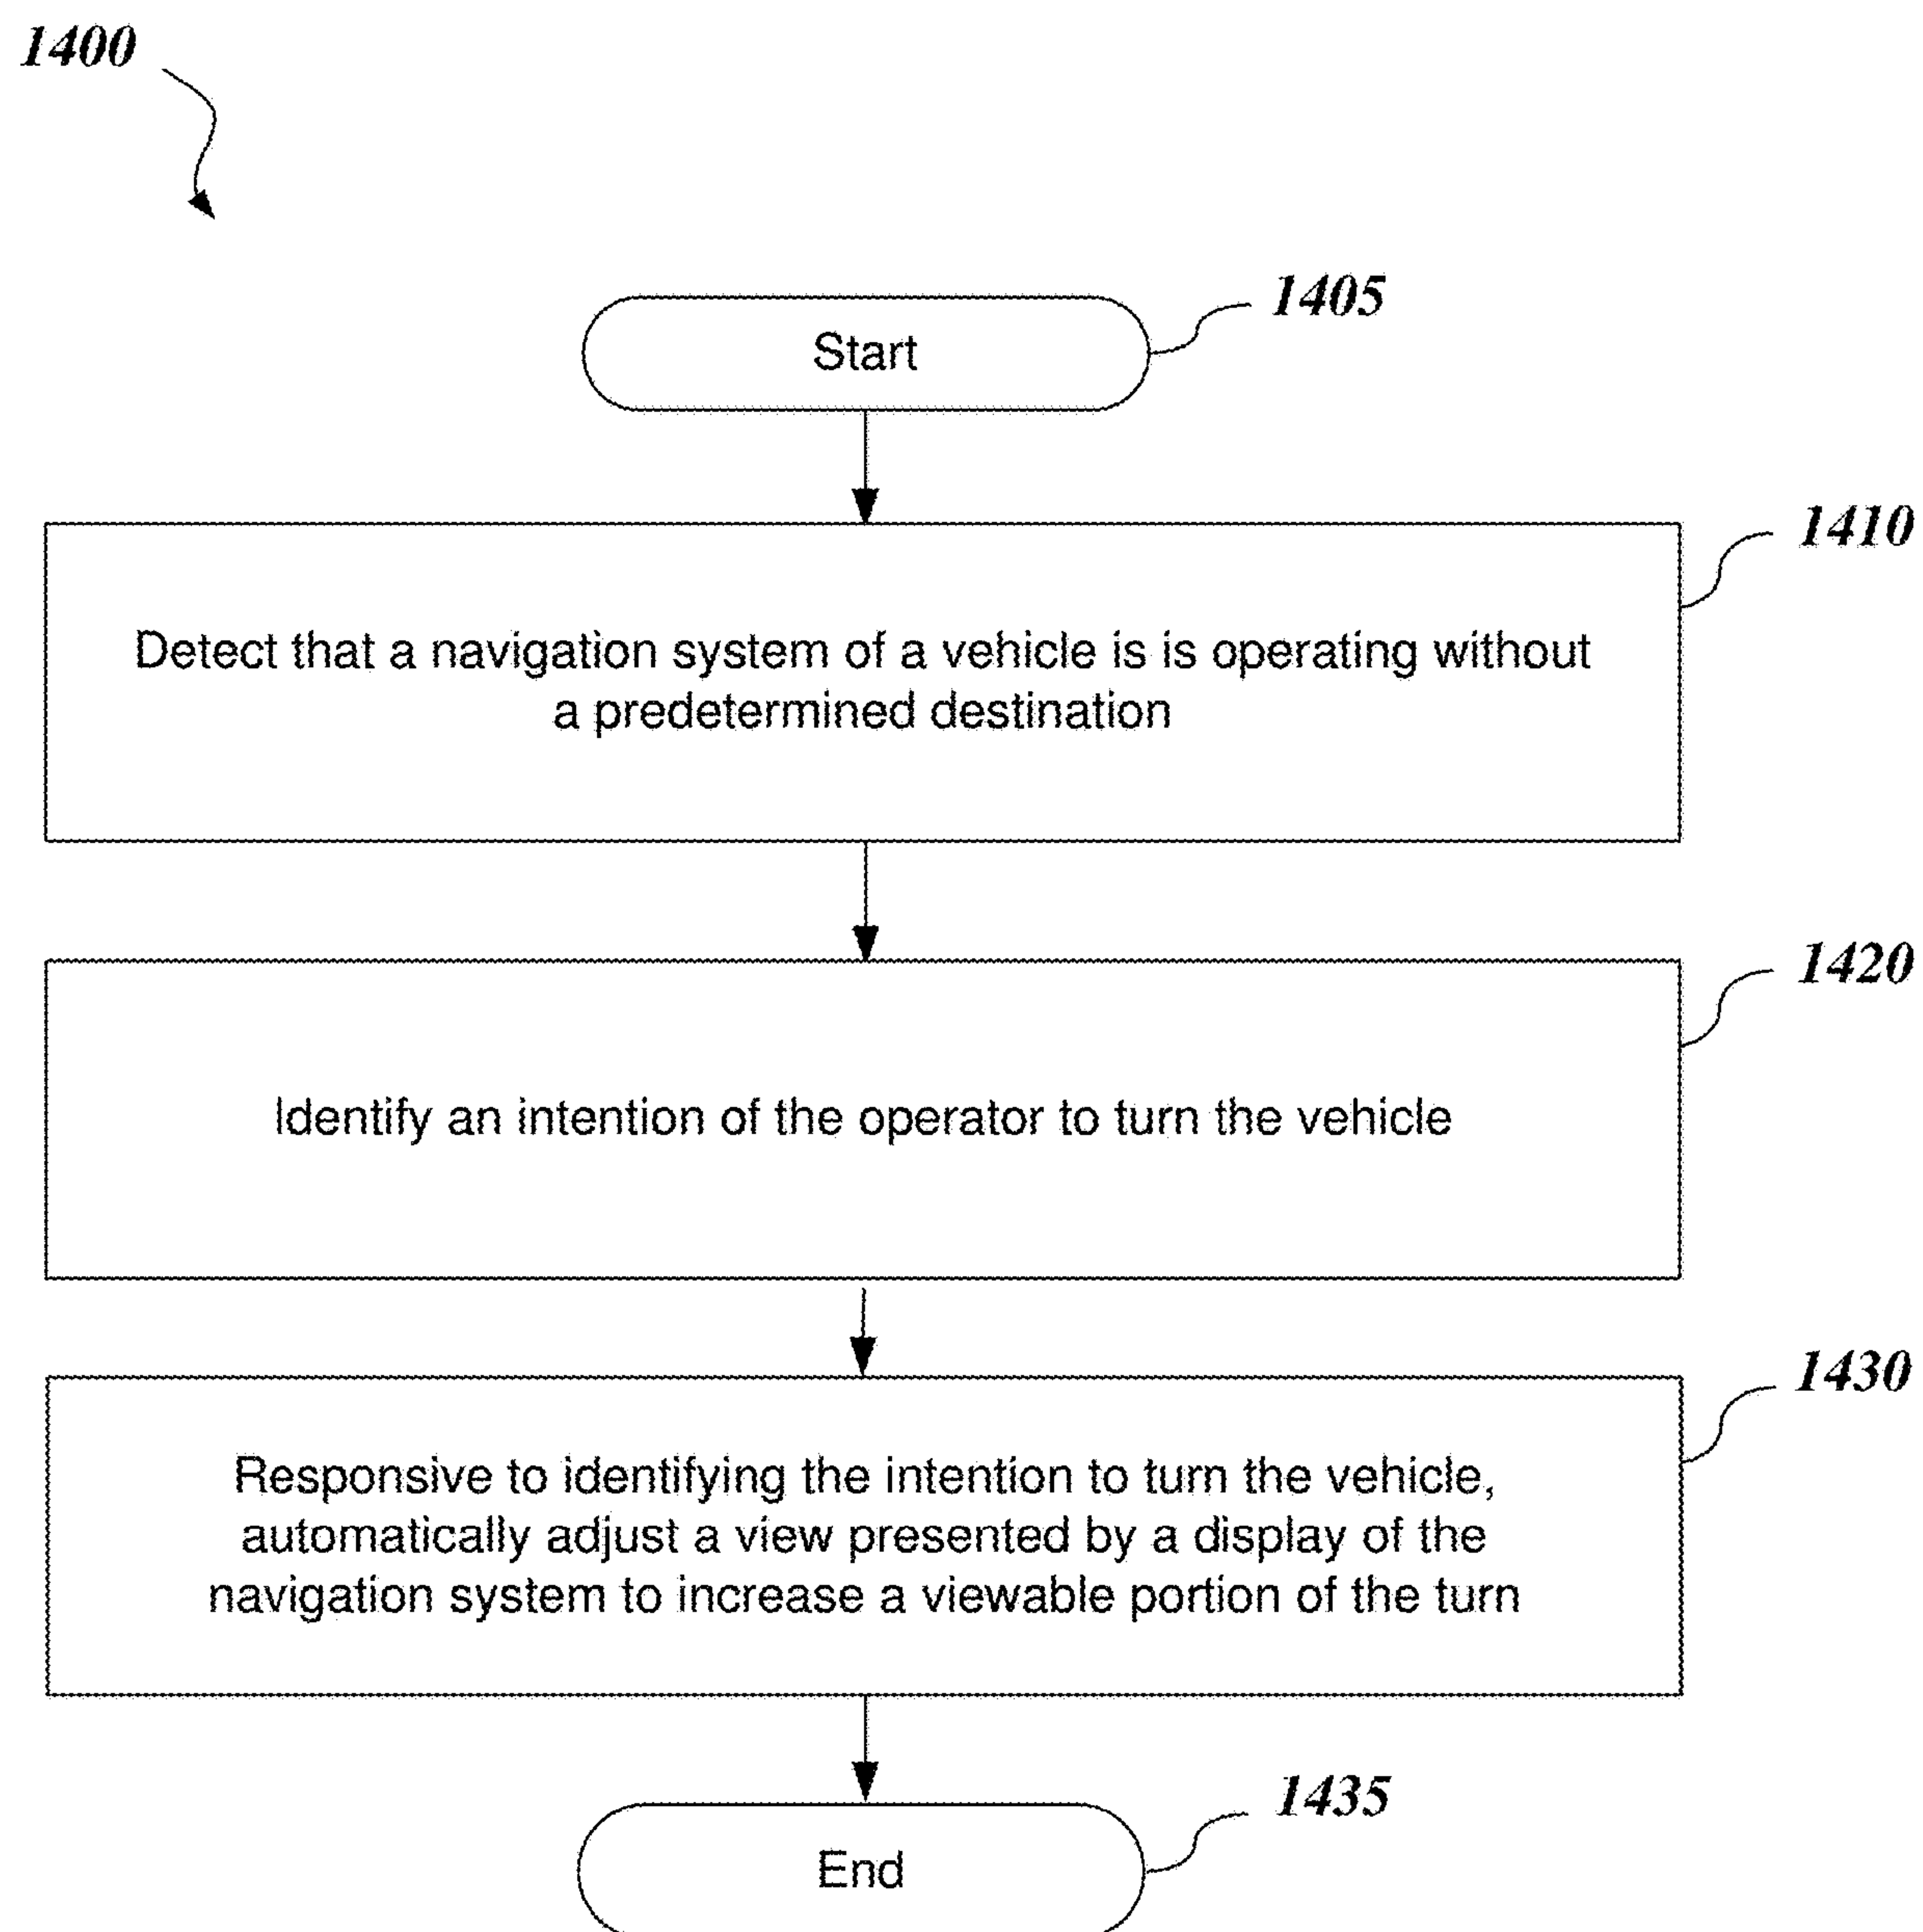 1400
Start
1405
1410
Detect that a navigation system of a vehicle is is operating without
a predetermined destination
1420
Identify an intention of the operator to turn the vehicle
1430
Responsive to identifying the intention to turn the vehicle,
automatically adjust a view presented by a display of the
navigation system to increase a viewable portion of the turn
1435
End